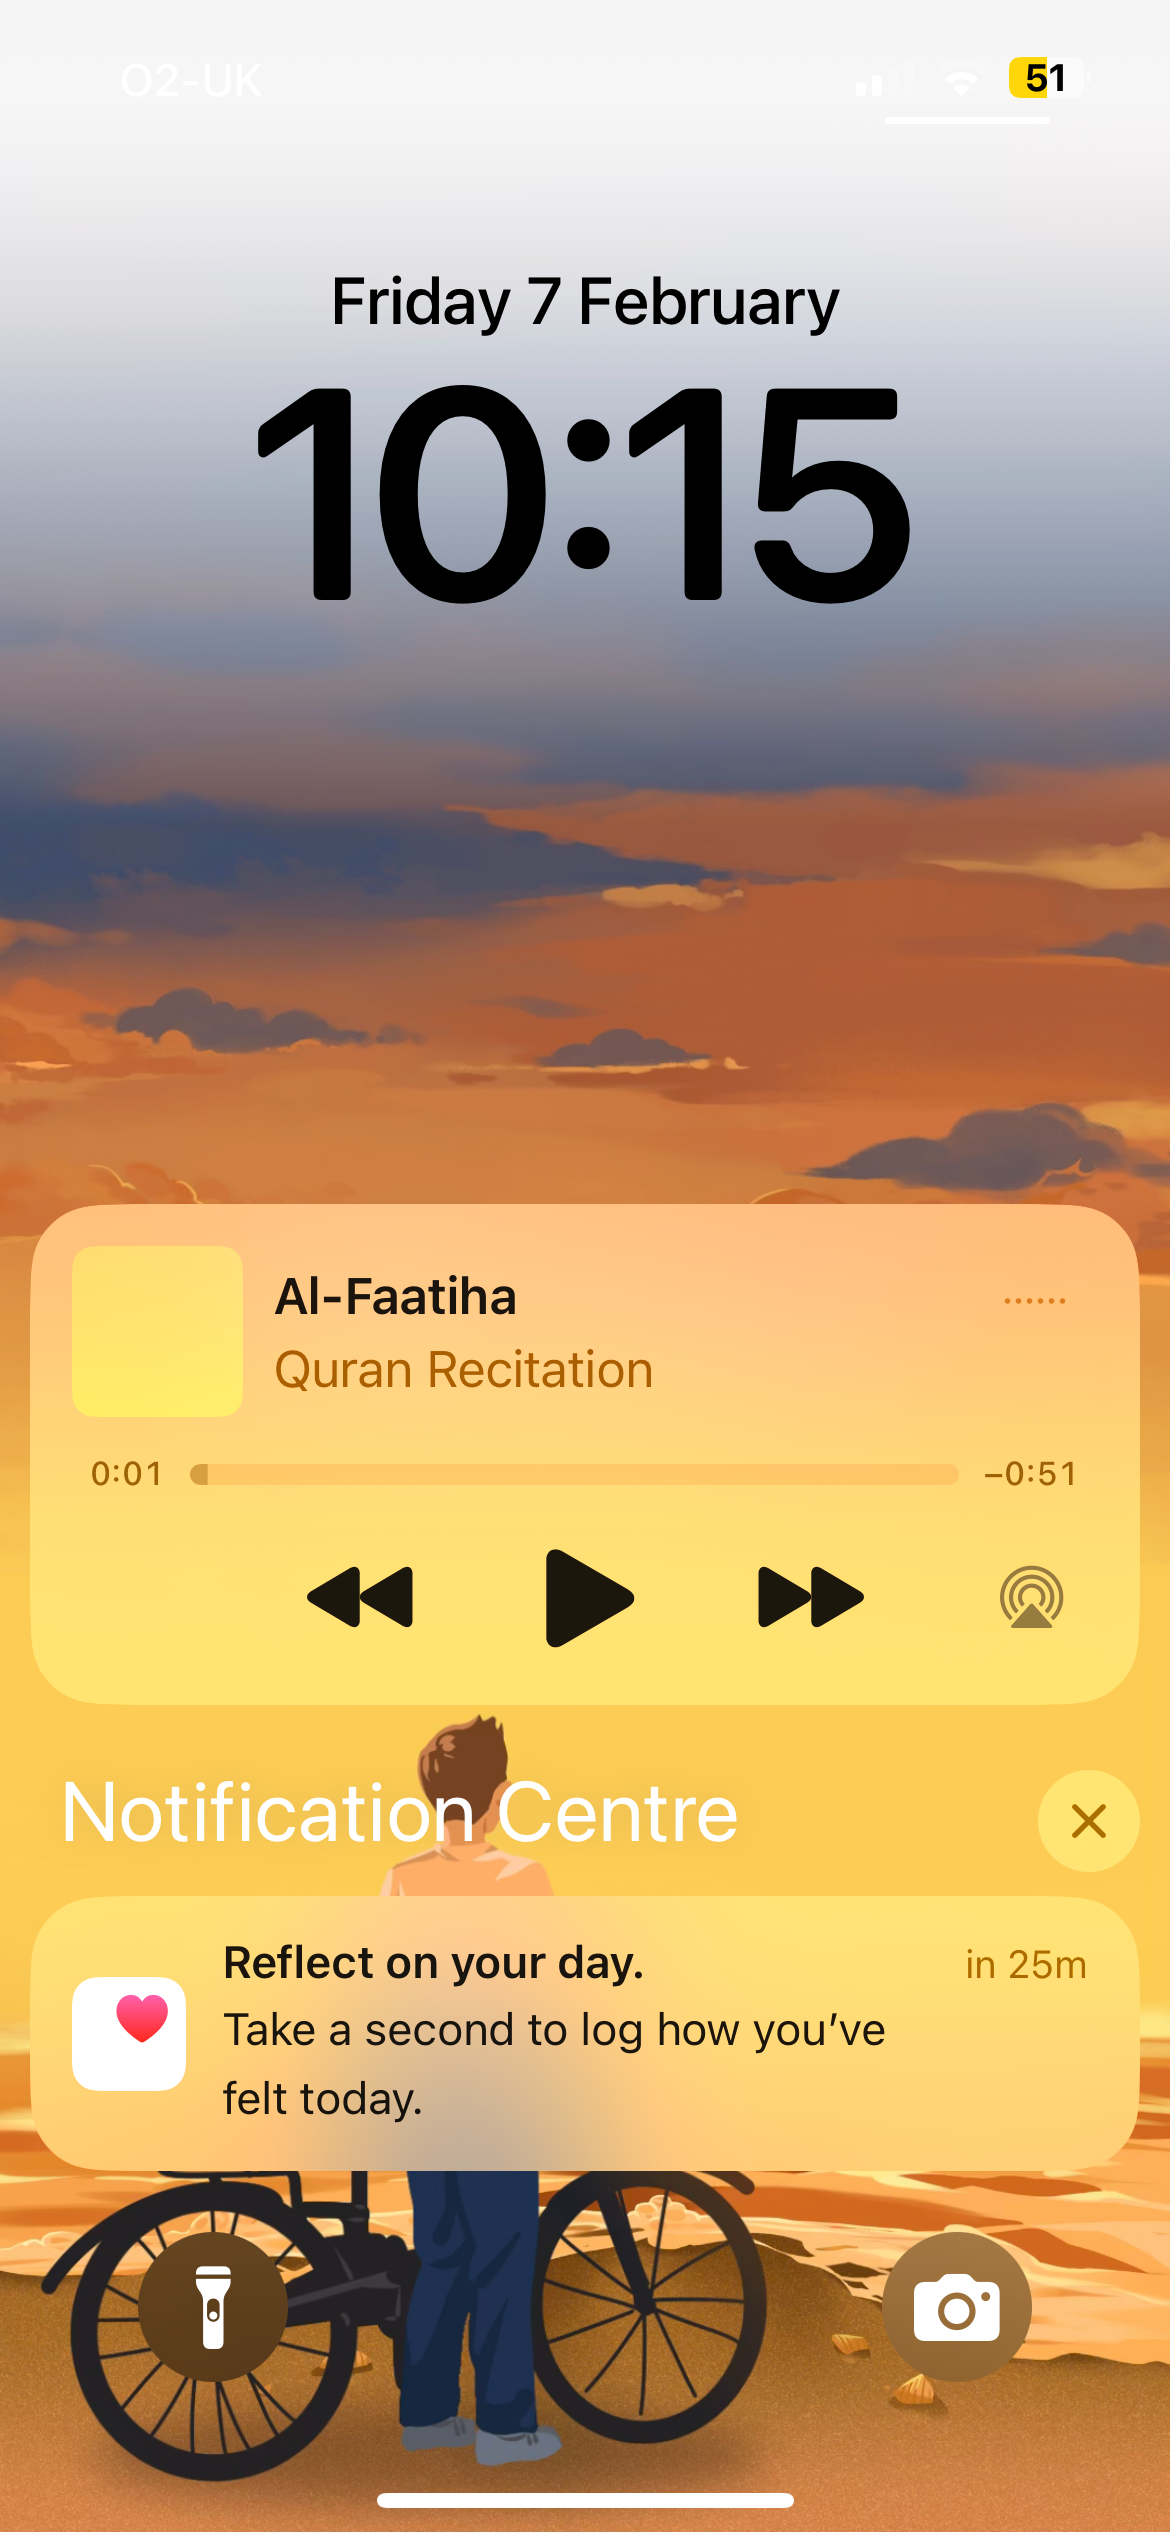 O2-UK
51
Friday 7 February
10:15
Al-Faatiha
Quran Recitation
0:01
–0:51
Notification Centre
Reflect on your day.
in 25m
Take a second to log how you’ve
felt today.